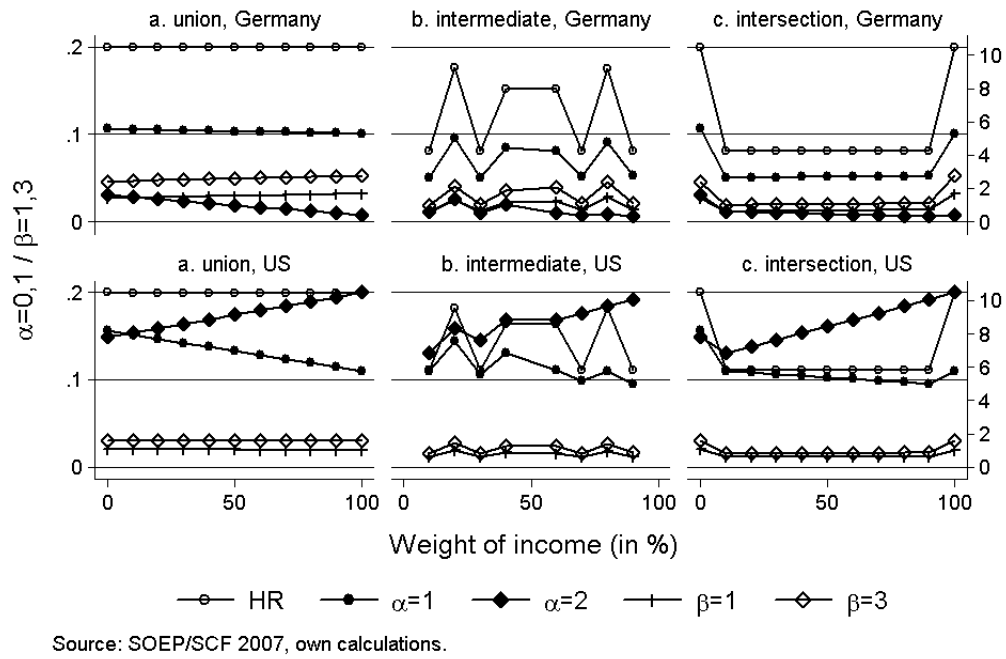 a. union, Germany
b. intermediate, Germany
c. intersection, Germany
.2
.1
0
10
8
6
4
2
0
a. union, US
b. intermediate, US
c. intersection, US
.2
.1
0
10
8
6
4
2
0
α=0,1 / β=1,3
0 50 100
0 50 100
0 50 100
Weight of income (in %)
HR α=1 α=2 β=1 β=3
Source: SOEP/SCF 2007, own calculations.